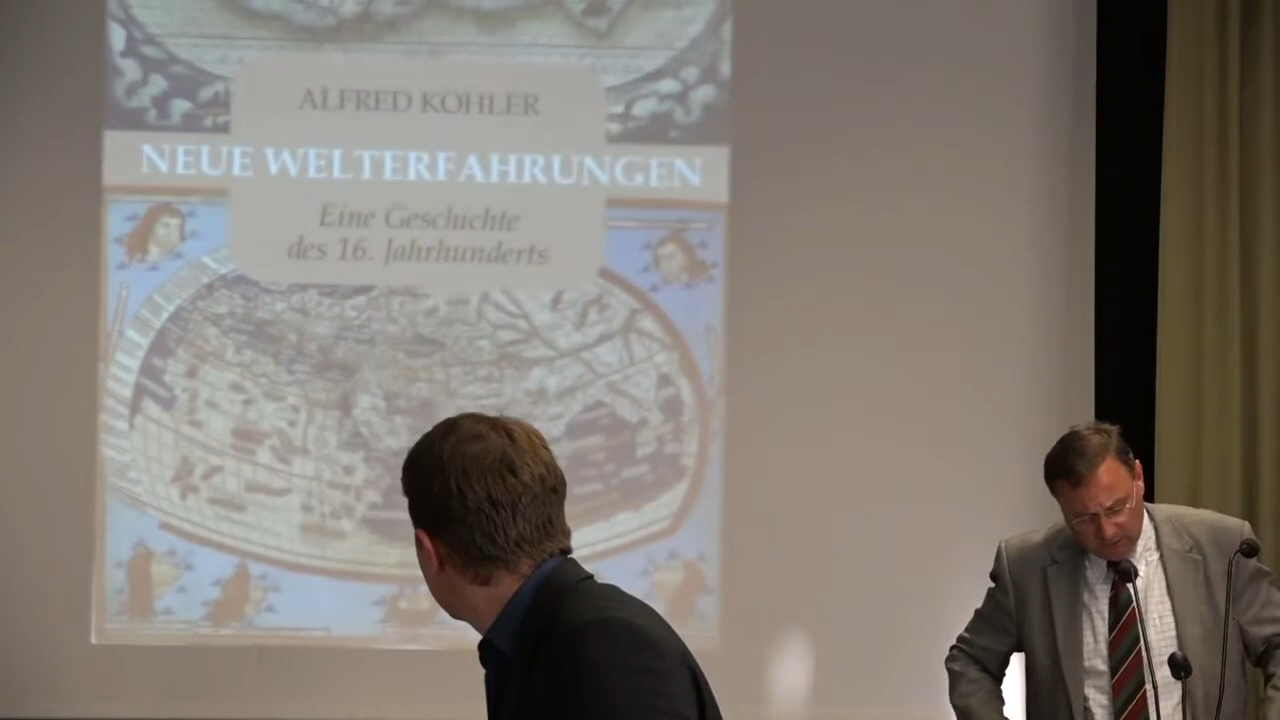 ALFRED KOHLER
NEUE WELTERFAHRUNGEN
Eine Geschichte
des 16. Jahrhunderts